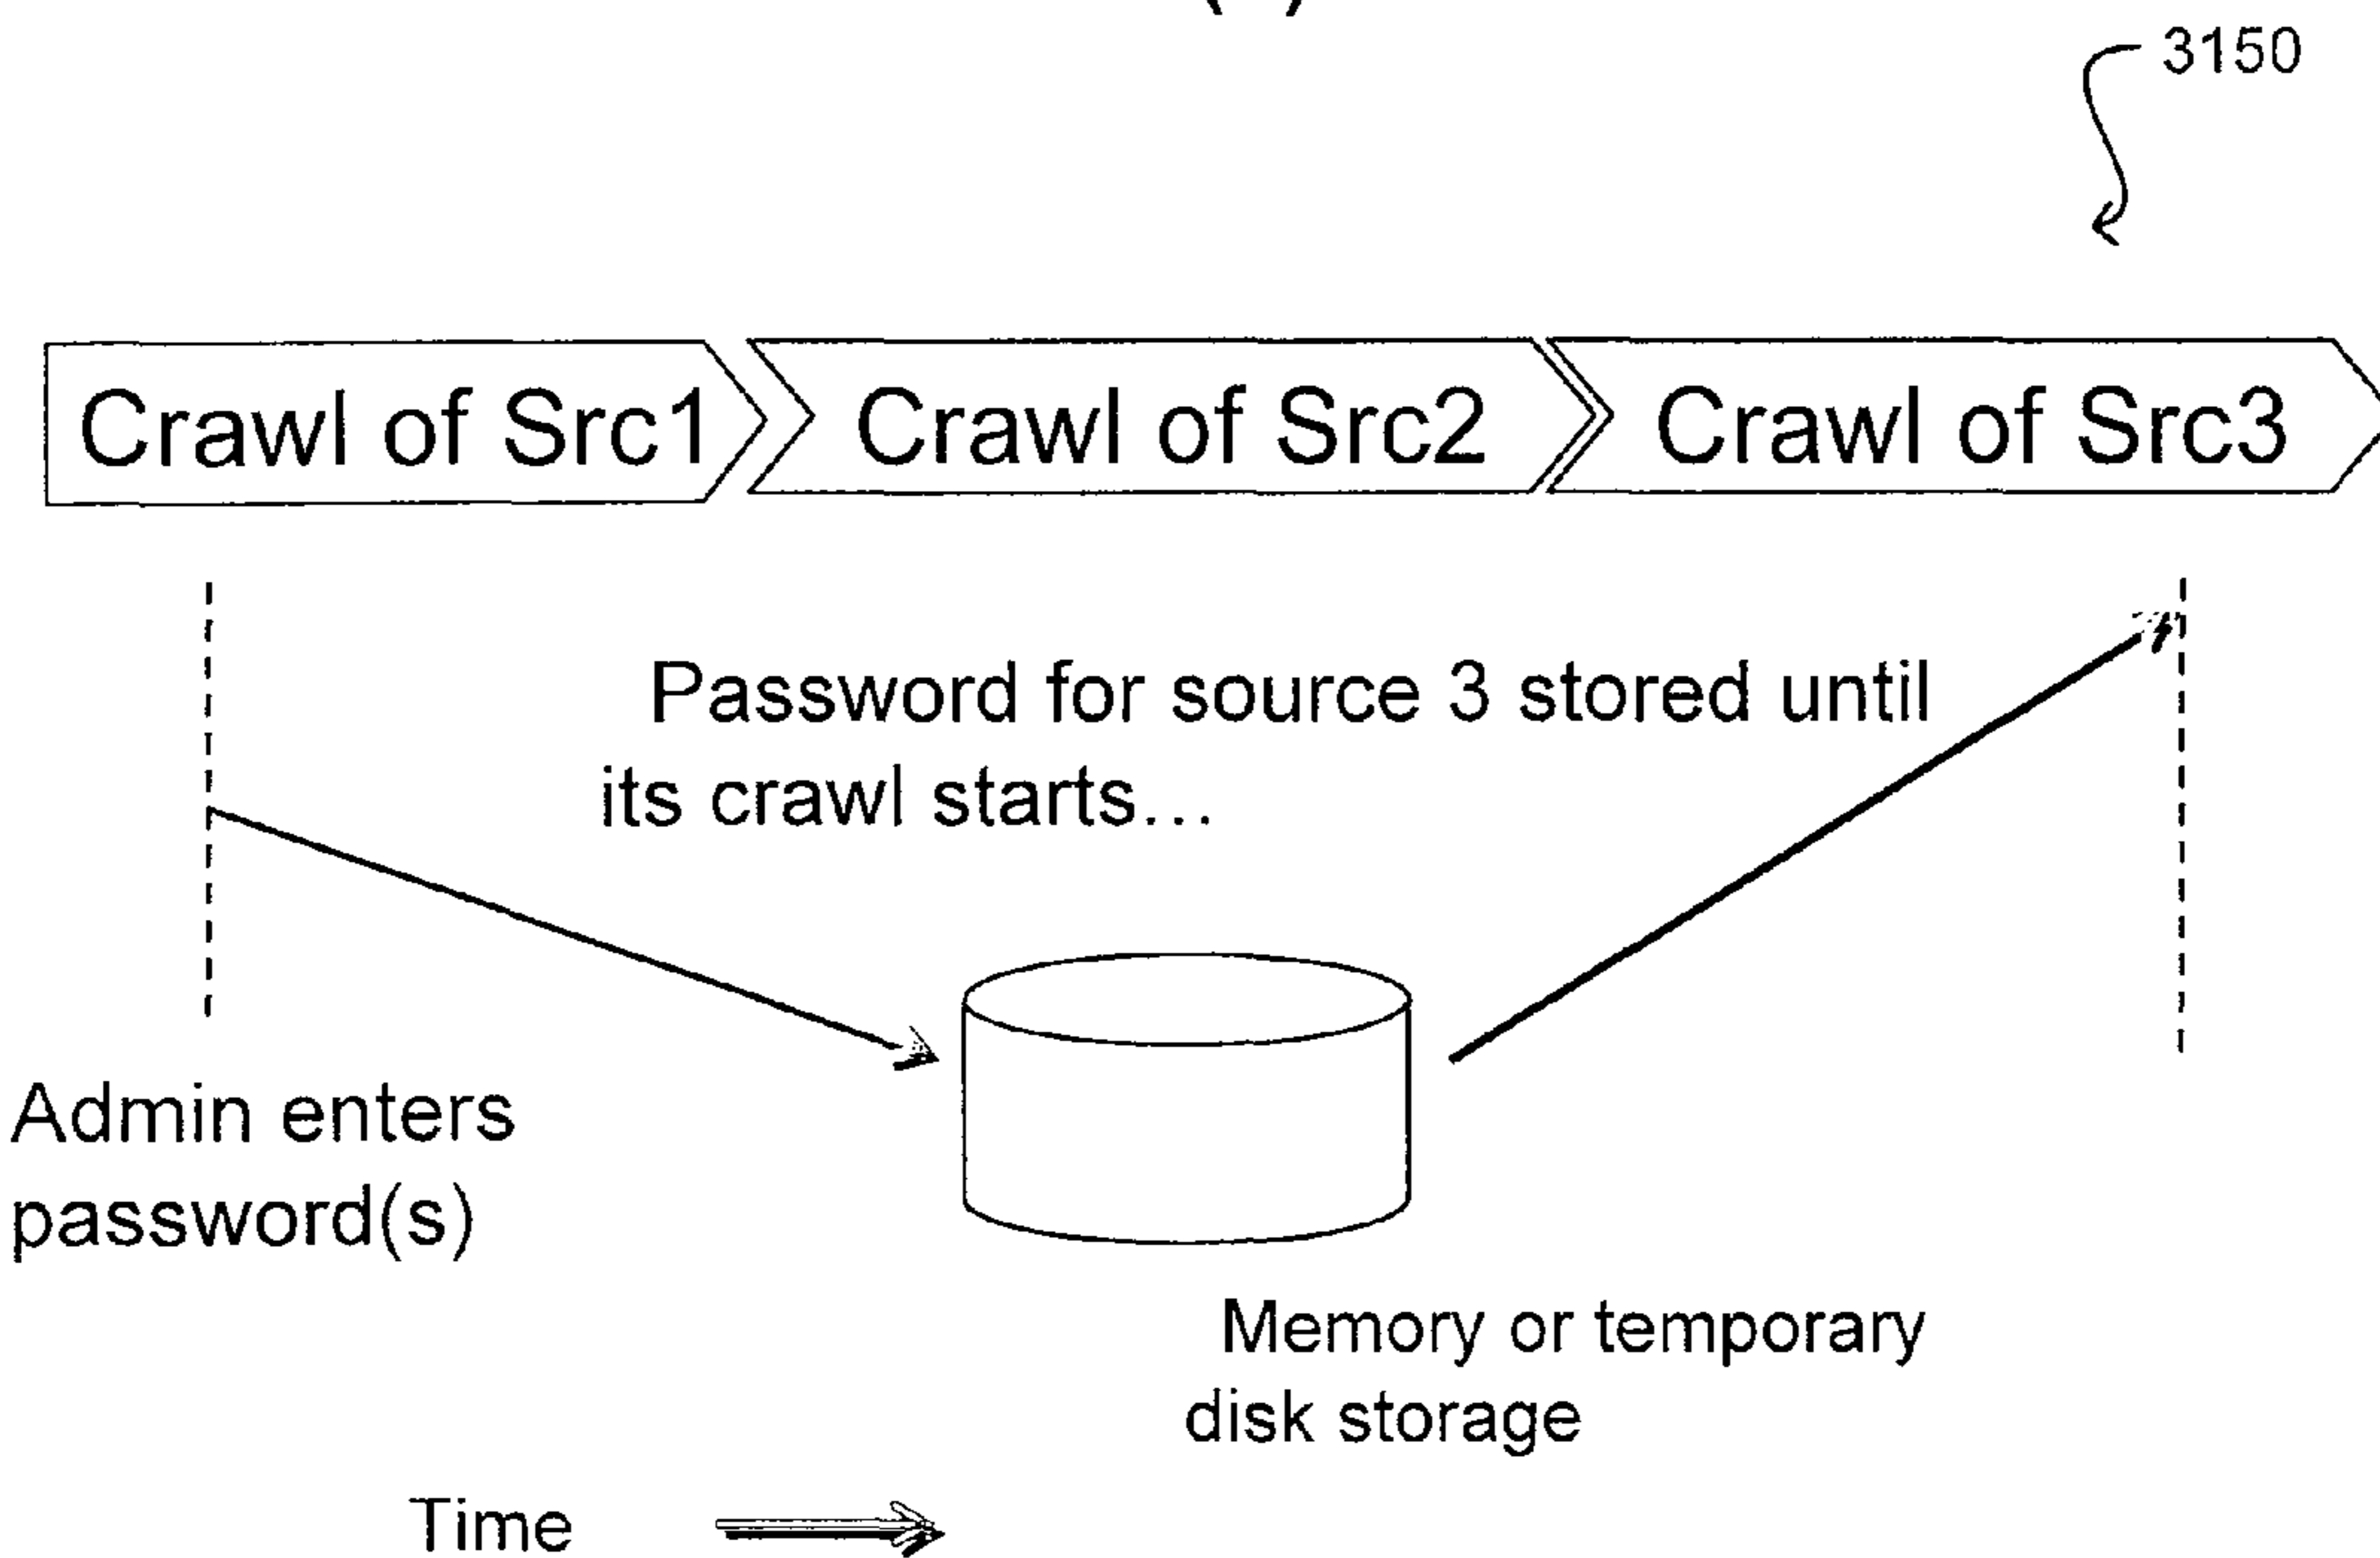 3150
Crawl of Src1
Crawl of Src2
Crawl of Src3
Password for source 3 stored until
its crawl starts...
Admin enters
password(s)
Memory or temporary
disk storage
Time